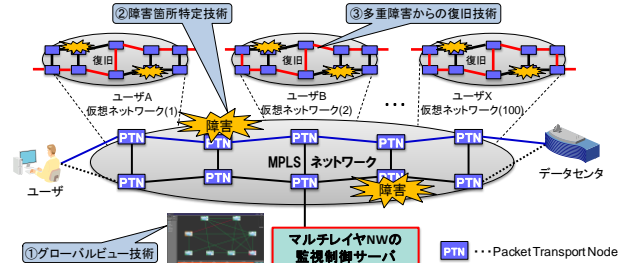 ②障害箇所特定技術
③多重障害からの復旧技術
復旧
復旧
復旧
ユーザA
仮想ネットワーク(1)
ユーザB
仮想ネットワーク(2)
…
ユーザX
仮想ネットワーク(100)
障害
PTN
PTN
PTN
PTN
PTN
MPLS ネットワーク
PTN
PTN
PTN
PTN
PTN
障害
ユーザ
データセンタ
①グローバルビュー技術
マルチレイヤNWの
監視制御サーバ
PTN ・・・Packet Transport Node